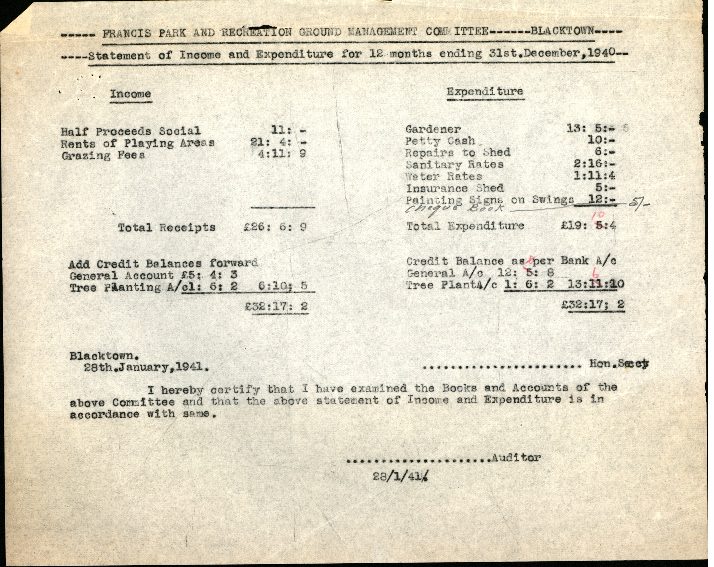 ----- FRANCIS PARK AND RECREATION GROUND MANAGEMENT COMMITTEE------BLACKTOWN----
----Statement of Income and Expenditure for 12 months ending 31st.December,1940--
Income
Half Proceeds Social 11: -
Rents of Playing Areas 21: 4: -
Grazing Fees 4:11: 9
Total Receipts £26: 6: 9
Add Credit Balances forward
General Account £5: 4: 3
Tree Planting A/c1: 6: 2 6:10; 5
£32:17: 2
Expenditure
Gardener 13: 5:-
Petty Cash 10:-
Repairs to Shed 6:-
Sanitary Rates 2:16:-
Water Rates 1:11:4
Insurance Shed 5:-
Painting Signs on Swings 12:-
Cheque Book 5/-
10
Total Expenditure £19: 5:4
Credit Balance as per Bank A/c
General A/c 12: 5: 8
6
Tree PlantA/c 1: 6: 2 13:11:10
£32:17; 2
Blacktown.
28th.January,1941.
....................... Hon.Secty
I hereby certify that I have examined the Books and Accounts of the
above Committee and that the above statement of Income and Expenditure is in
accordance with same.
.....................Auditor
28/1/41